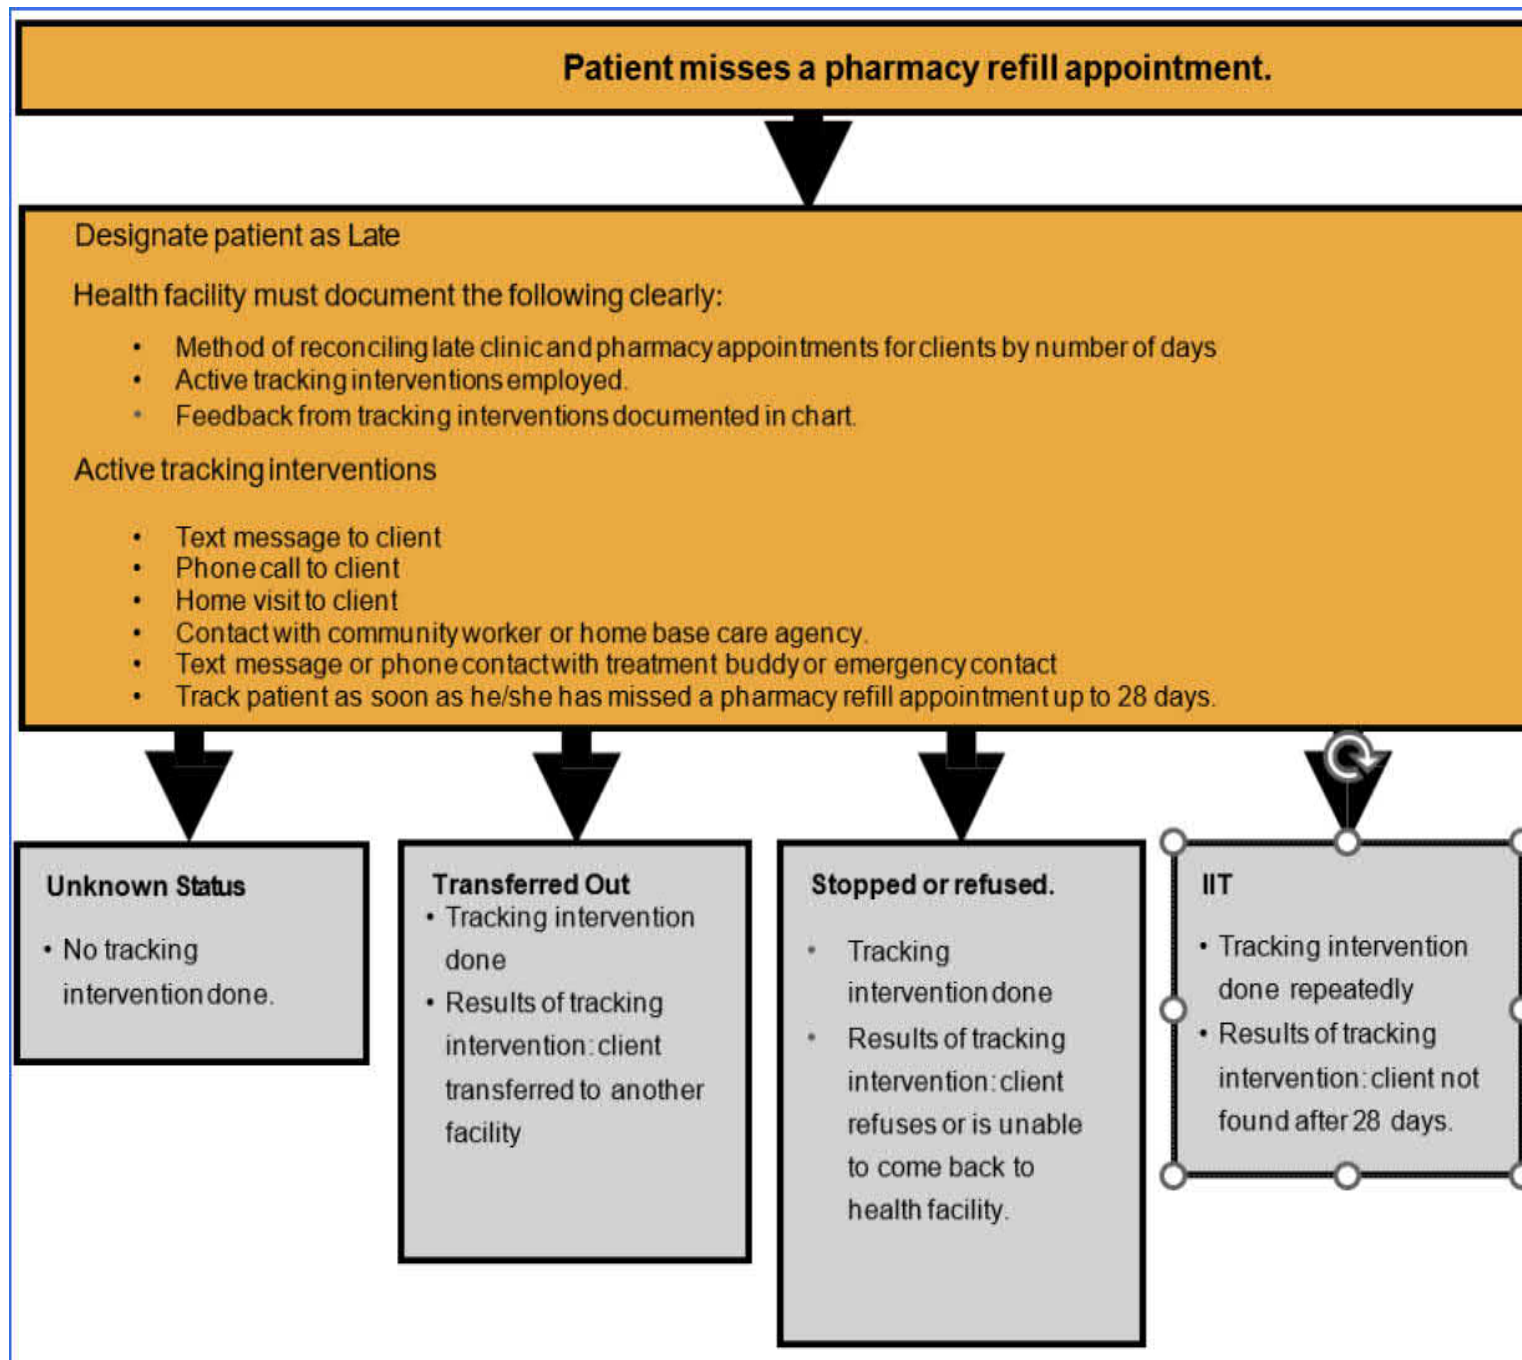 Patient misses a pharmacy refill appointment.
Designate patient as Late
Health facility must document the following clearly:
• Method of reconciling late clinic and pharmacy appointments for clients by number of days
• Active tracking interventions employed.
• Feedback from tracking interventions documented in chart.
Active tracking interventions
• Text message to client
• Phone call to client
• Home visit to client
• Contact with community worker or home base care agency.
• Text message or phone contact with treatment buddy or emergency contact
• Track patient as soon as he/she has missed a pharmacy refill appointment up to 28 days.
Unknown Status
• No tracking
intervention done.
Transferred Out
• Tracking intervention
done
• Results of tracking
intervention: client
transferred to another
facility
Stopped or refused.
• Tracking
intervention done
• Results of tracking
intervention: client
refuses or is unable
to come back to
health facility.
IIT
• Tracking intervention
done repeatedly
• Results of tracking
intervention: client not
found after 28 days.